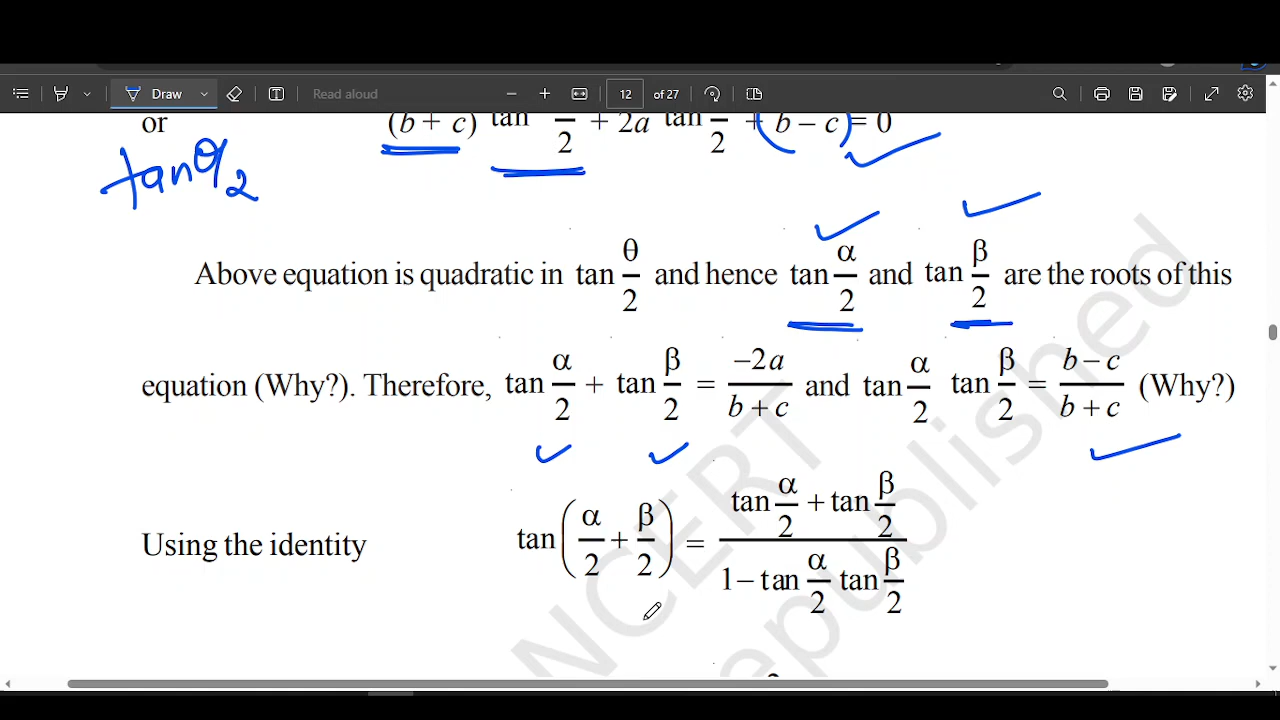 Draw
Read aloud
12 of 27
or (b + c) tan θ/2 + 2a tan /2 + (b – c) = 0
tan θ/2
Above equation is quadratic in tan θ/2 and hence tan α/2 and tan β/2 are the roots of this
equation (Why?). Therefore, tan α/2 + tan β/2 = –2a/b + c and tan α/2 tan β/2 = b – c/b + c (Why?)
Using the identity tan(α/2 + β/2) = tan α/2 + tan β/2 / 1 – tan α/2 tan β/2
NCERT
republished